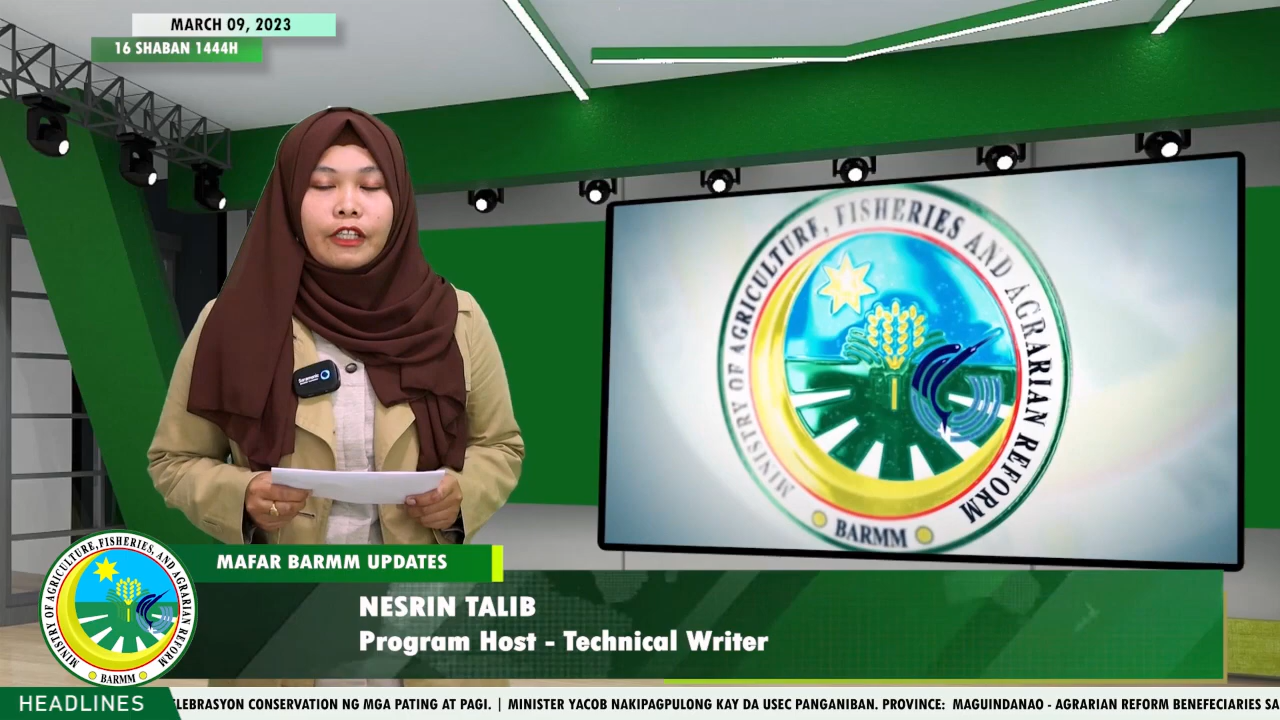 MARCH 09, 2023
16 SHABAN 1444H
MINISTRY OF AGRICULTURE, FISHERIES AND AGRARIAN REFORM
BARMM
MAFAR BARMM UPDATES
MINISTRY OF AGRICULTURE, FISHERIES, AND AGRARIAN REFORM
BARMM
NESRIN TALIB
Program Host - Technical Writer
HEADLINES
LEBRASYON CONSERVATION NG MGA PATING AT PAGI. | MINISTER YACOB NAKIPAGPULONG KAY DA USEC PANGANIBAN. PROVINCE: MAGUINDANAO - AGRARIAN REFORM BENEFECIARIES SA